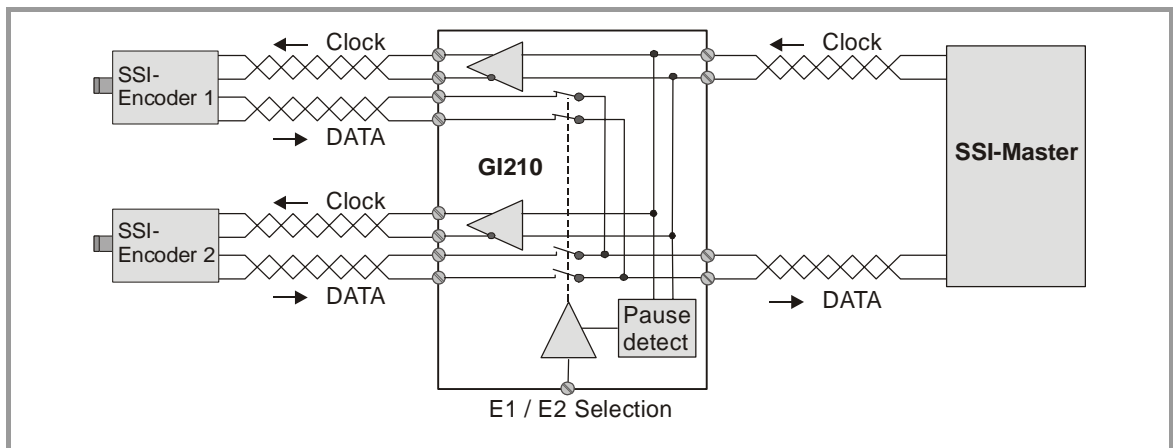 Clock
Clock
SSI-
Encoder 1
DATA
SSI-Master
GI210
Clock
SSI-
Encoder 2
DATA
DATA
Pause
detect
E1 / E2 Selection